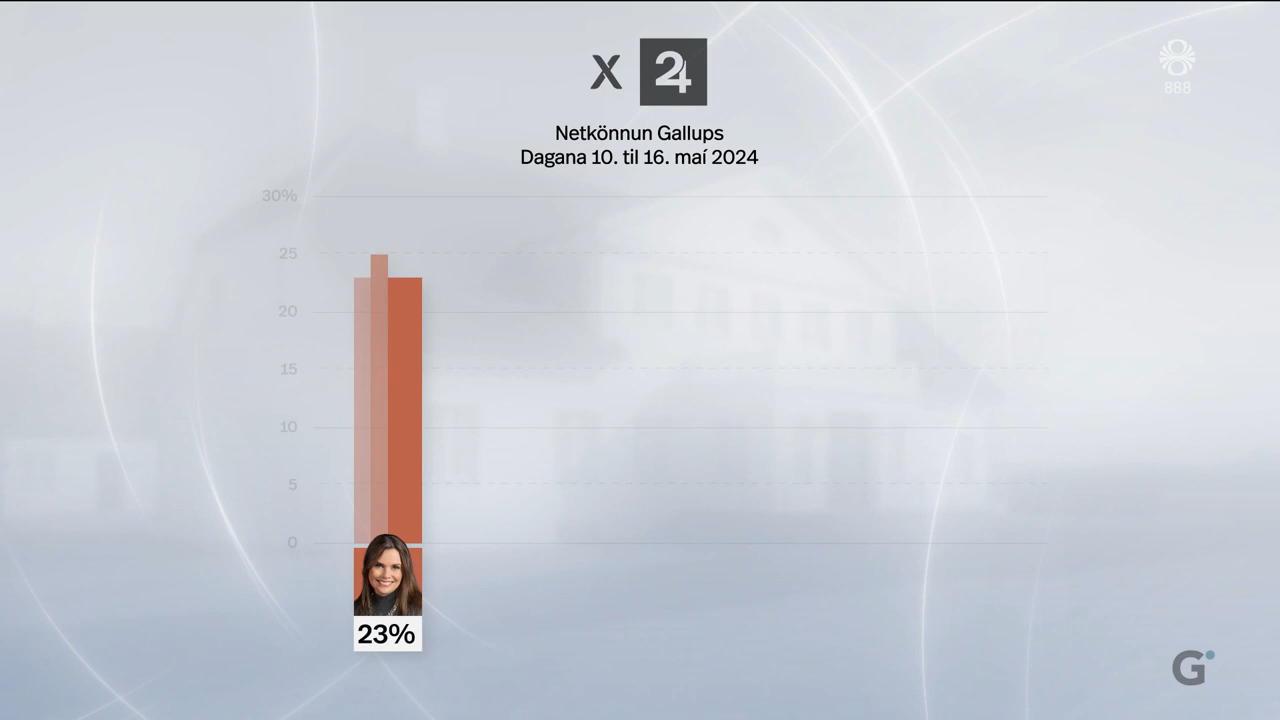 X 24
888
Netkönnun Gallups
Dagana 10. til 16. maí 2024
30%
25
20
15
10
5
0
23%
G